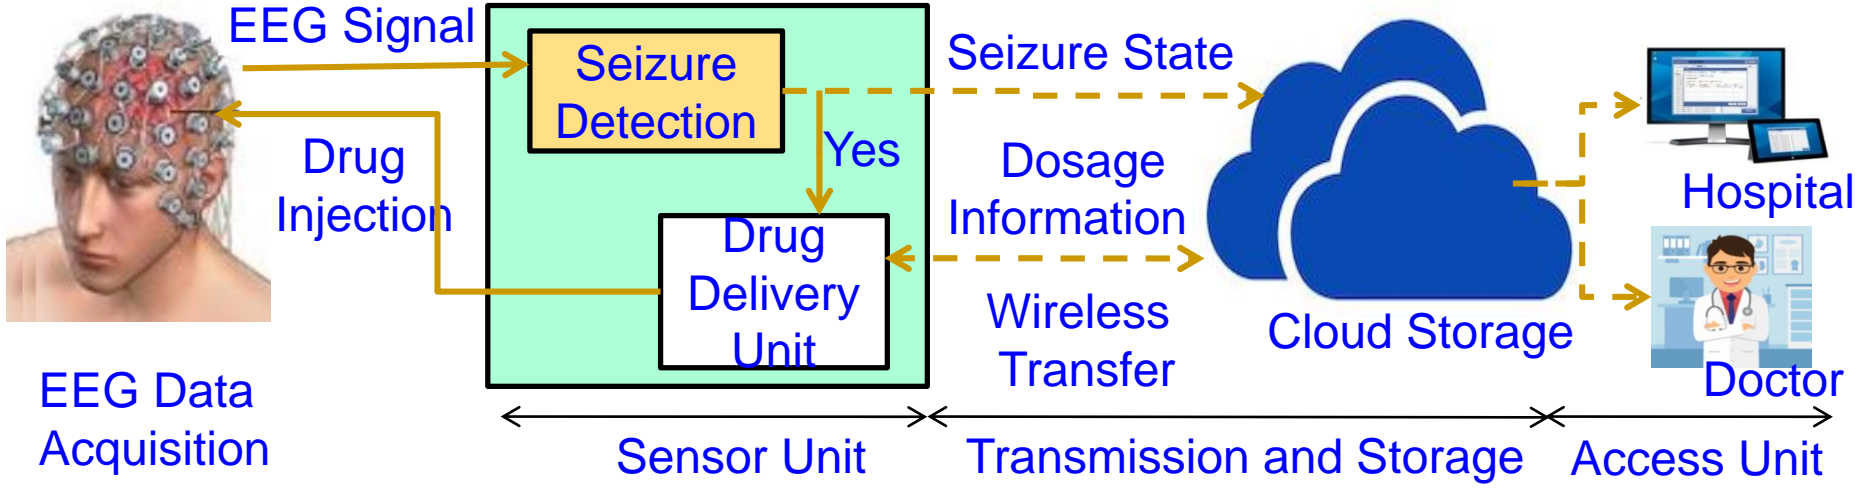 EEG Signal
Drug
Injection
EEG Data
Acquisition
Seizure
Detection
Yes
Drug
Delivery
Unit
Sensor Unit
Seizure State
Dosage
Information
Wireless
Transfer
Cloud Storage
Transmission and Storage
Hospital
Doctor
Access Unit